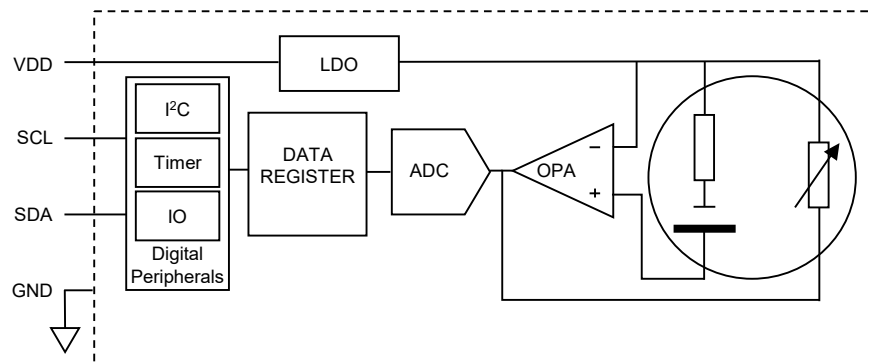 VDD
LDO
I²C
SCL
Timer
DATA
REGISTER
ADC
−
OPA
+
SDA
IO
Digital
Peripherals
GND